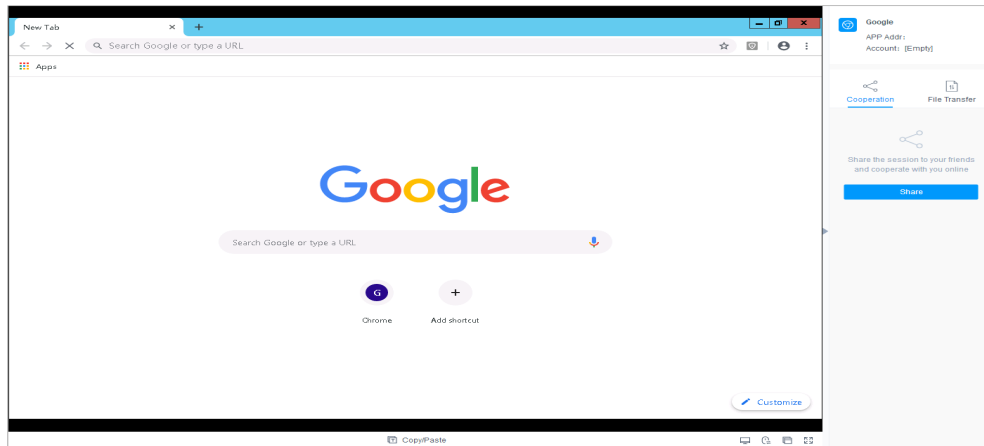 New Tab
Search Google or type a URL
Apps
Google
Search Google or type a URL
G
Chrome
Add shortcut
Customize
Copy/Paste
Google
APP Addr:
Account: [Empty]
Cooperation
File Transfer
Share the session to your friends
and cooperate with you online
Share